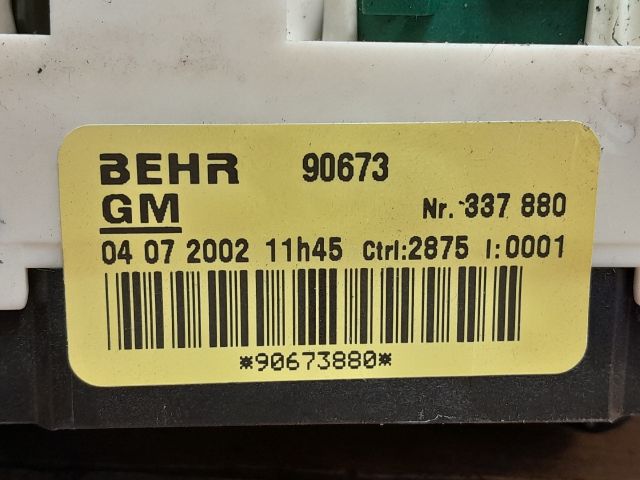 BEHR 90673
GM Nr. 337 880
04 07 2002 11h45 Ctrl:2875 I:0001
*90673880*